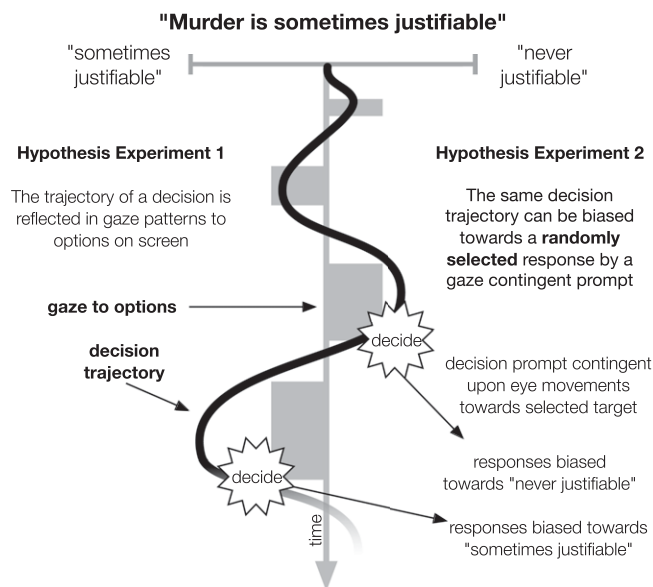 "Murder is sometimes justifiable"
"sometimes
justifiable"
"never
justifiable"
Hypothesis Experiment 1
The trajectory of a decision is
reflected in gaze patterns to
options on screen
Hypothesis Experiment 2
The same decision
trajectory can be biased
towards a randomly
selected response by a
gaze contingent prompt
gaze to options
decision
trajectory
decide
decision prompt contingent
upon eye movements
towards selected target
responses biased
towards "never justifiable"
decide
responses biased towards
"sometimes justifiable"
time